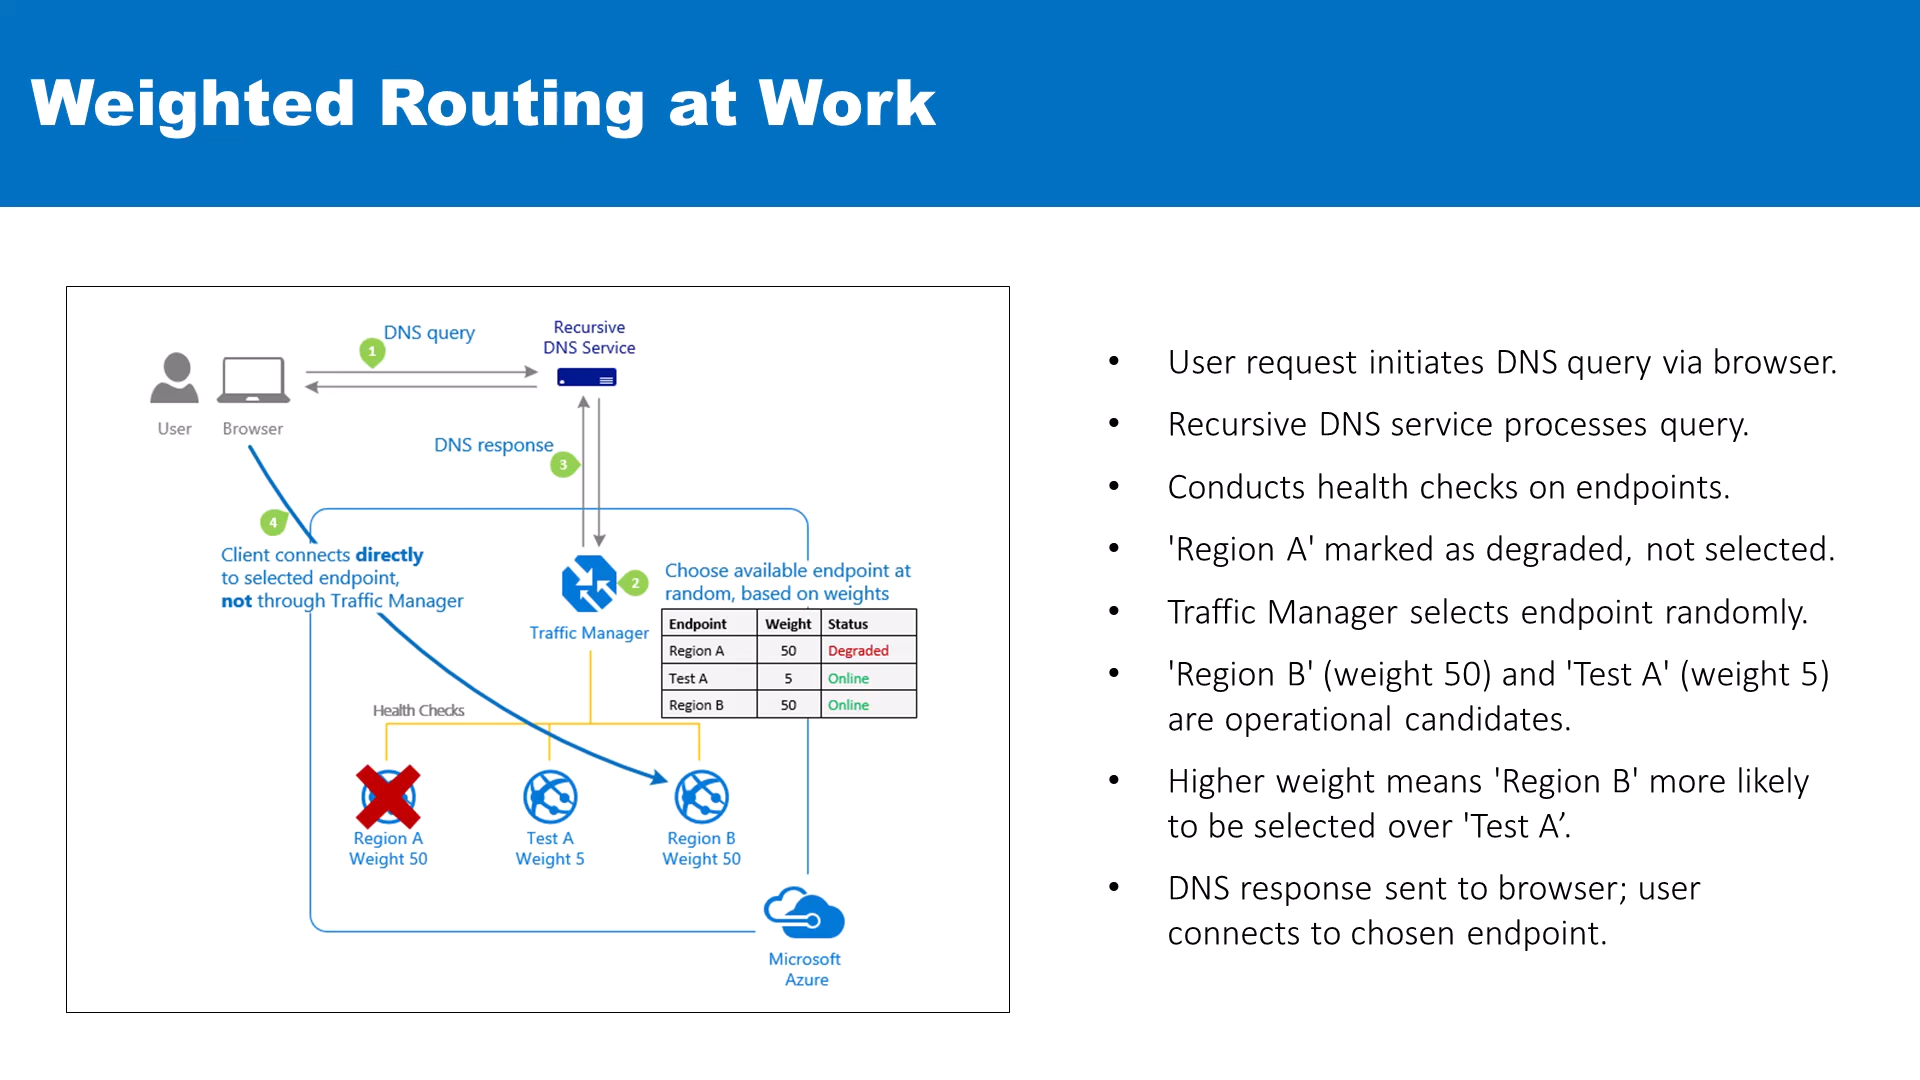 Weighted Routing at Work
DNS query
1
Recursive
DNS Service
User
Browser
DNS response
3
4
Client connects directly
to selected endpoint,
not through Traffic Manager
2
Choose available endpoint at
random, based on weights
Traffic Manager
Endpoint Weight Status
Region A 50 Degraded
Test A 5 Online
Region B 50 Online
Health Checks
Region A
Weight 50
Test A
Weight 5
Region B
Weight 50
Microsoft
Azure
• User request initiates DNS query via browser.
• Recursive DNS service processes query.
• Conducts health checks on endpoints.
• 'Region A' marked as degraded, not selected.
• Traffic Manager selects endpoint randomly.
• 'Region B' (weight 50) and 'Test A' (weight 5)
are operational candidates.
• Higher weight means 'Region B' more likely
to be selected over 'Test A’.
• DNS response sent to browser; user
connects to chosen endpoint.